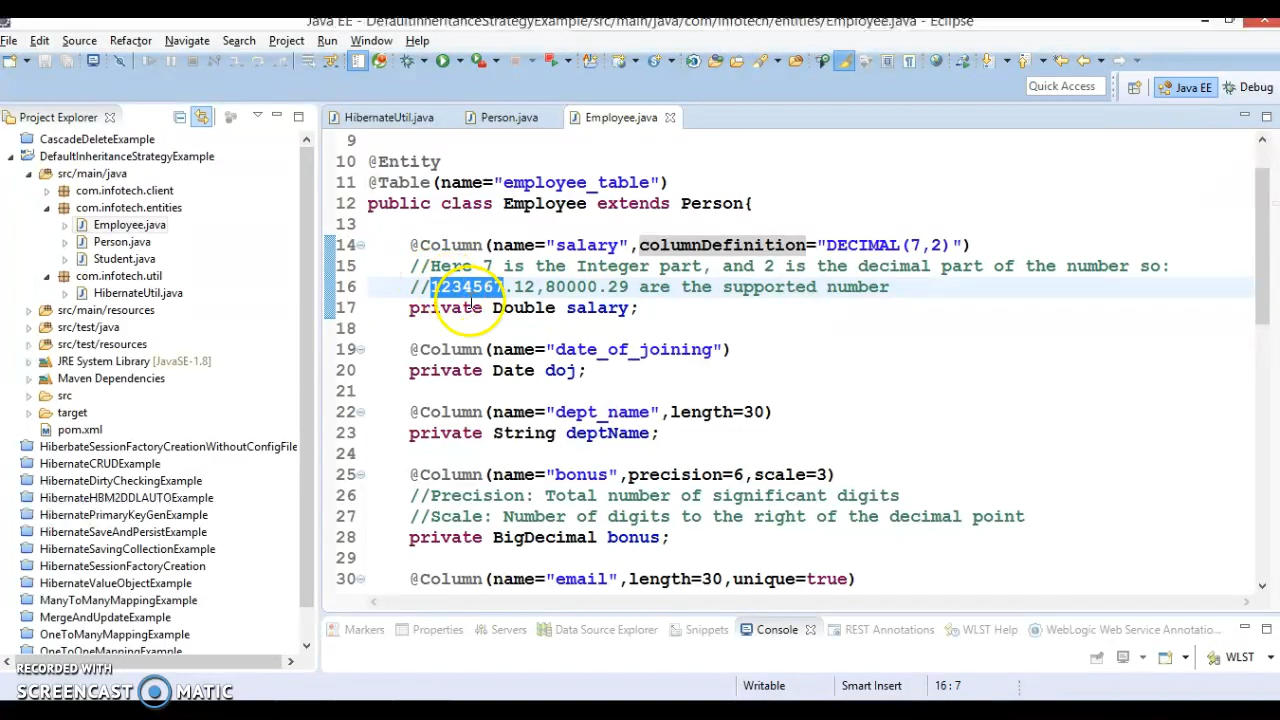 Java EE - DefaultInheritanceStrategyExample/src/main/java/com/infotech/entities/Employee.java - Eclipse
File Edit Source Refactor Navigate Search Project Run Window Help
Quick Access Java EE Debug
Project Explorer
CascadeDeleteExample
DefaultInheritanceStrategyExample
src/main/java
com.infotech.client
com.infotech.entities
Employee.java
Person.java
Student.java
com.infotech.util
HibernateUtil.java
src/main/resources
src/test/java
src/test/resources
JRE System Library [JavaSE-1.8]
Maven Dependencies
src
target
pom.xml
HiberbateSessionFactoryCreationWithoutConfigFile
HibernateCRUDExample
HibernateDirtyCheckingExample
HibernateHBM2DDLAUTOExample
HibernatePrimaryKeyGenExample
HibernateSaveAndPersistExample
HibernateSavingCollectionExample
HibernateSessionFactoryCreation
HibernateValueObjectExample
ManyToManyMappingExample
MergeAndUpdateExample
OneToManyMappingExample
OneToOneMappingExample
HibernateUtil.java Person.java Employee.java
9
10 @Entity
11 @Table(name="employee_table")
12 public class Employee extends Person{
13
14 @Column(name="salary",columnDefinition="DECIMAL(7,2)")
15 //Here 7 is the Integer part, and 2 is the decimal part of the number so:
16 //1234567.12,80000.29 are the supported number
17 private Double salary;
18
19 @Column(name="date_of_joining")
20 private Date doj;
21
22 @Column(name="dept_name",length=30)
23 private String deptName;
24
25 @Column(name="bonus",precision=6,scale=3)
26 //Precision: Total number of significant digits
27 //Scale: Number of digits to the right of the decimal point
28 private BigDecimal bonus;
29
30 @Column(name="email",length=30,unique=true)
Markers Properties Servers Data Source Explorer Snippets Console REST Annotations WLST Help WebLogic Web Service Annotatio...
WLST
Writable Smart Insert 16 : 7
RECORDED WITH
SCREENCAST MATIC